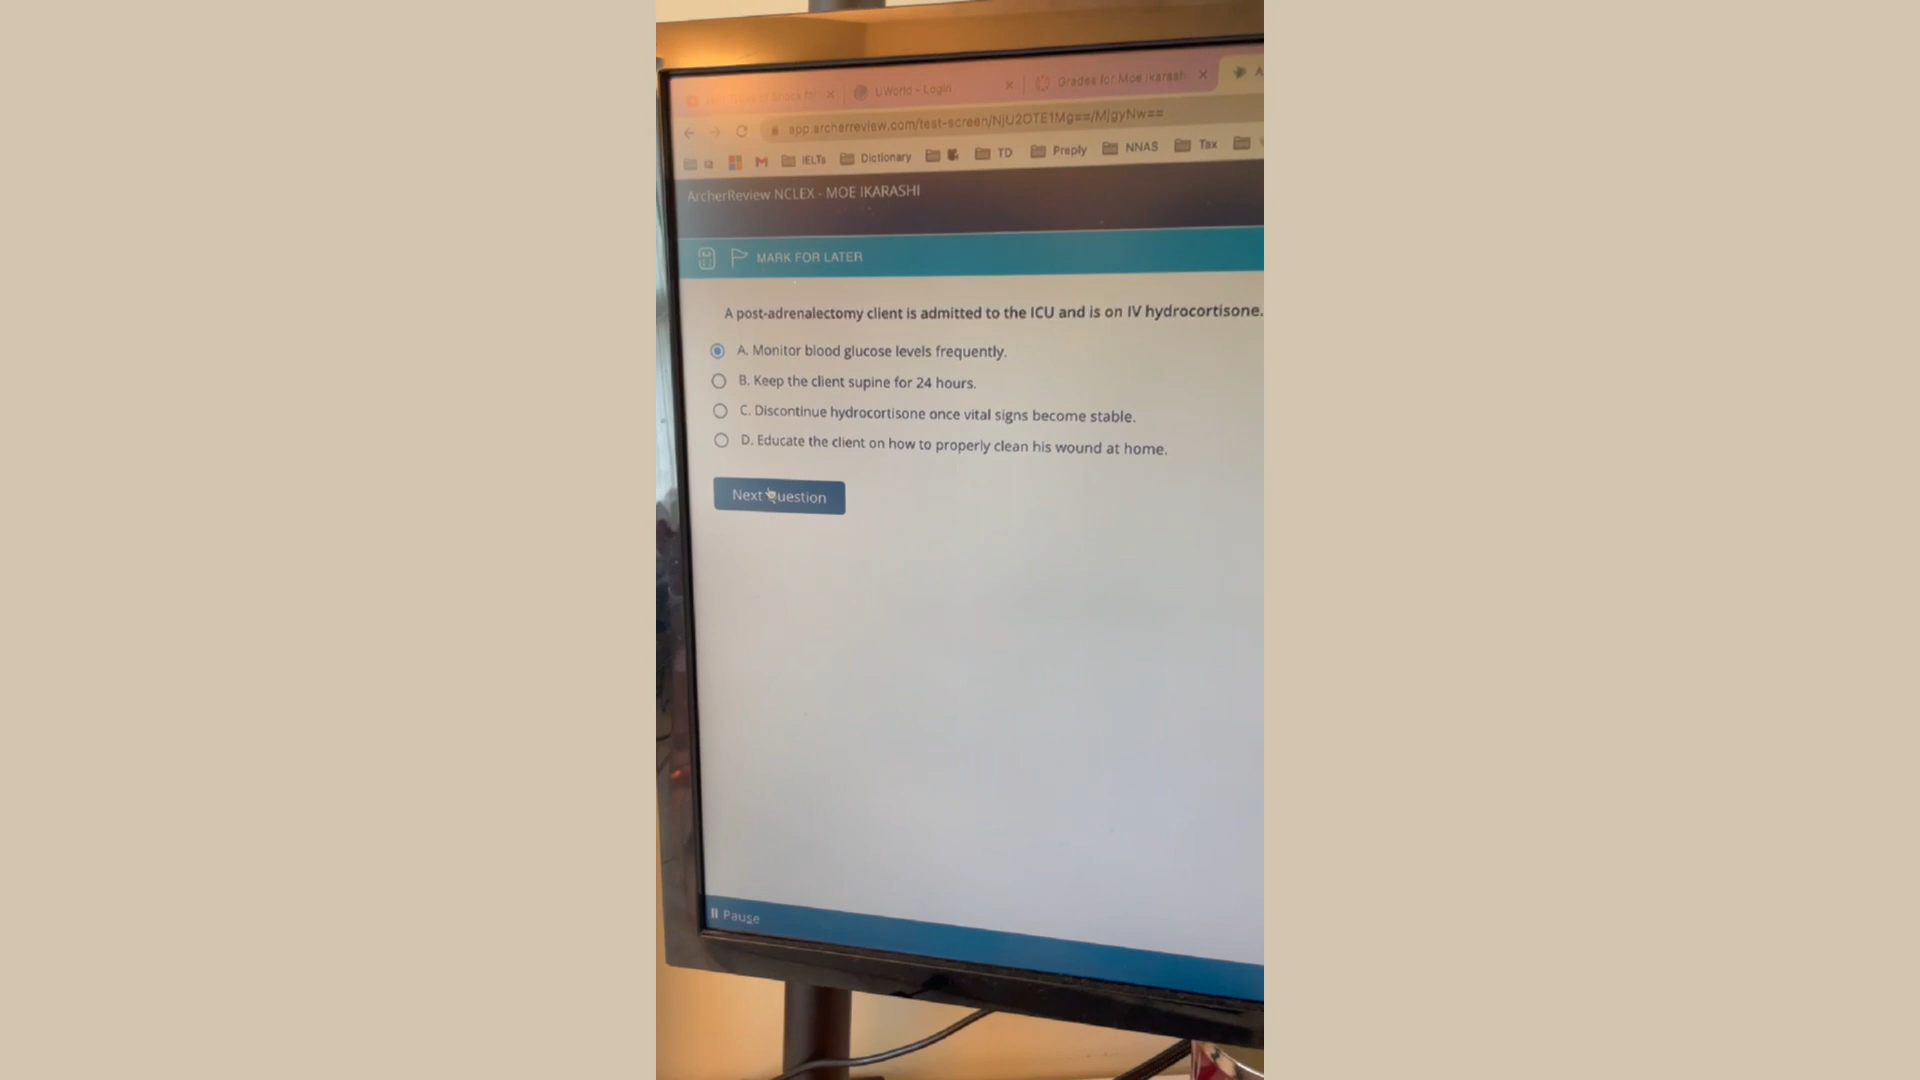 UWorld - Login
Grades for Moe Ikarash
app.archerreview.com/test-screen/NjU2OTE1Mg==/MjgyNw==
IELTs Dictionary TD Preply NNAS Tax
ArcherReview NCLEX - MOE IKARASHI
MARK FOR LATER
A post-adrenalectomy client is admitted to the ICU and is on IV hydrocortisone.
A. Monitor blood glucose levels frequently.
B. Keep the client supine for 24 hours.
C. Discontinue hydrocortisone once vital signs become stable.
D. Educate the client on how to properly clean his wound at home.
Next Question
Pause